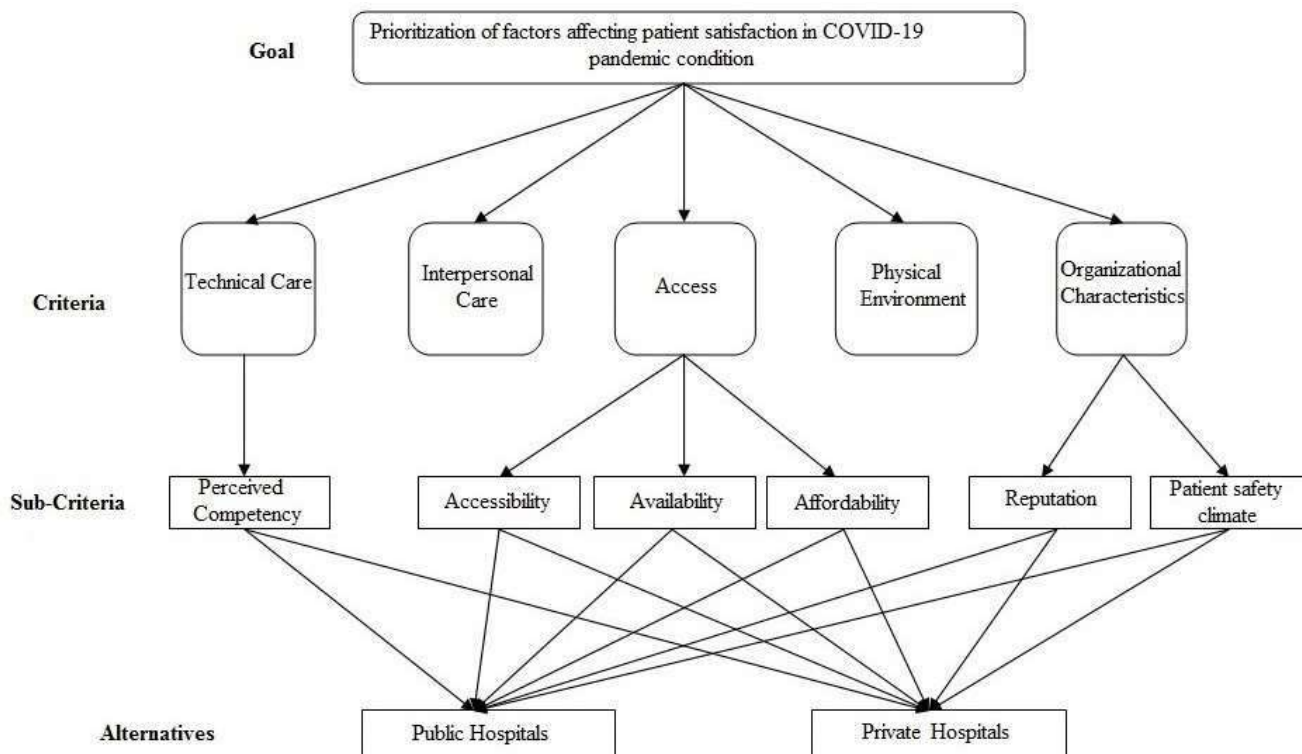 Goal
Prioritization of factors affecting patient satisfaction in COVID-19
pandemic condition
Criteria
Technical Care
Interpersonal
Care
Access
Physical
Environment
Organizational
Characteristics
Sub-Criteria
Perceived
Competency
Accessibility
Availability
Affordability
Reputation
Patient safety
climate
Alternatives
Public Hospitals
Private Hospitals